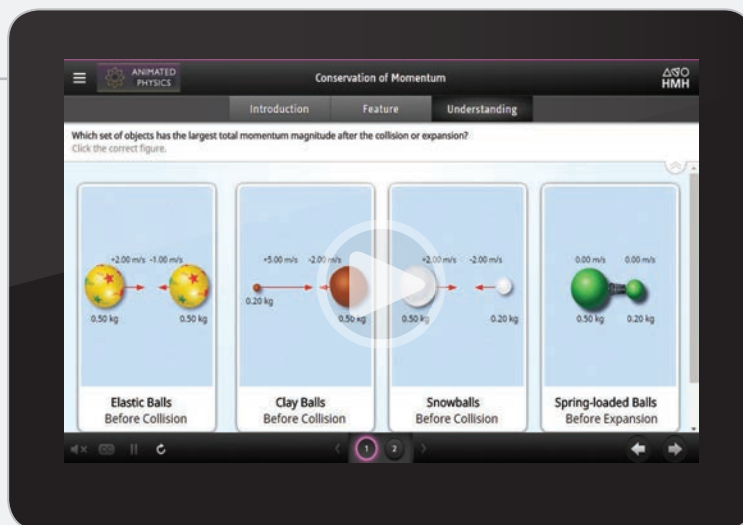 ANIMATED
PHYSICS
Conservation of Momentum
HMH
Introduction Feature Understanding
Which set of objects has the largest total momentum magnitude after the collision or expansion?
Click the correct figure.
+2.00 m/s -1.00 m/s
0.50 kg 0.50 kg
Elastic Balls
Before Collision
+5.00 m/s -2.00 m/s
0.20 kg
0.50 kg
Clay Balls
Before Collision
+2.00 m/s -2.00 m/s
0.50 kg 0.20 kg
Snowballs
Before Collision
0.00 m/s 0.00 m/s
0.50 kg 0.20 kg
Spring-loaded Balls
Before Expansion
CC
1 2